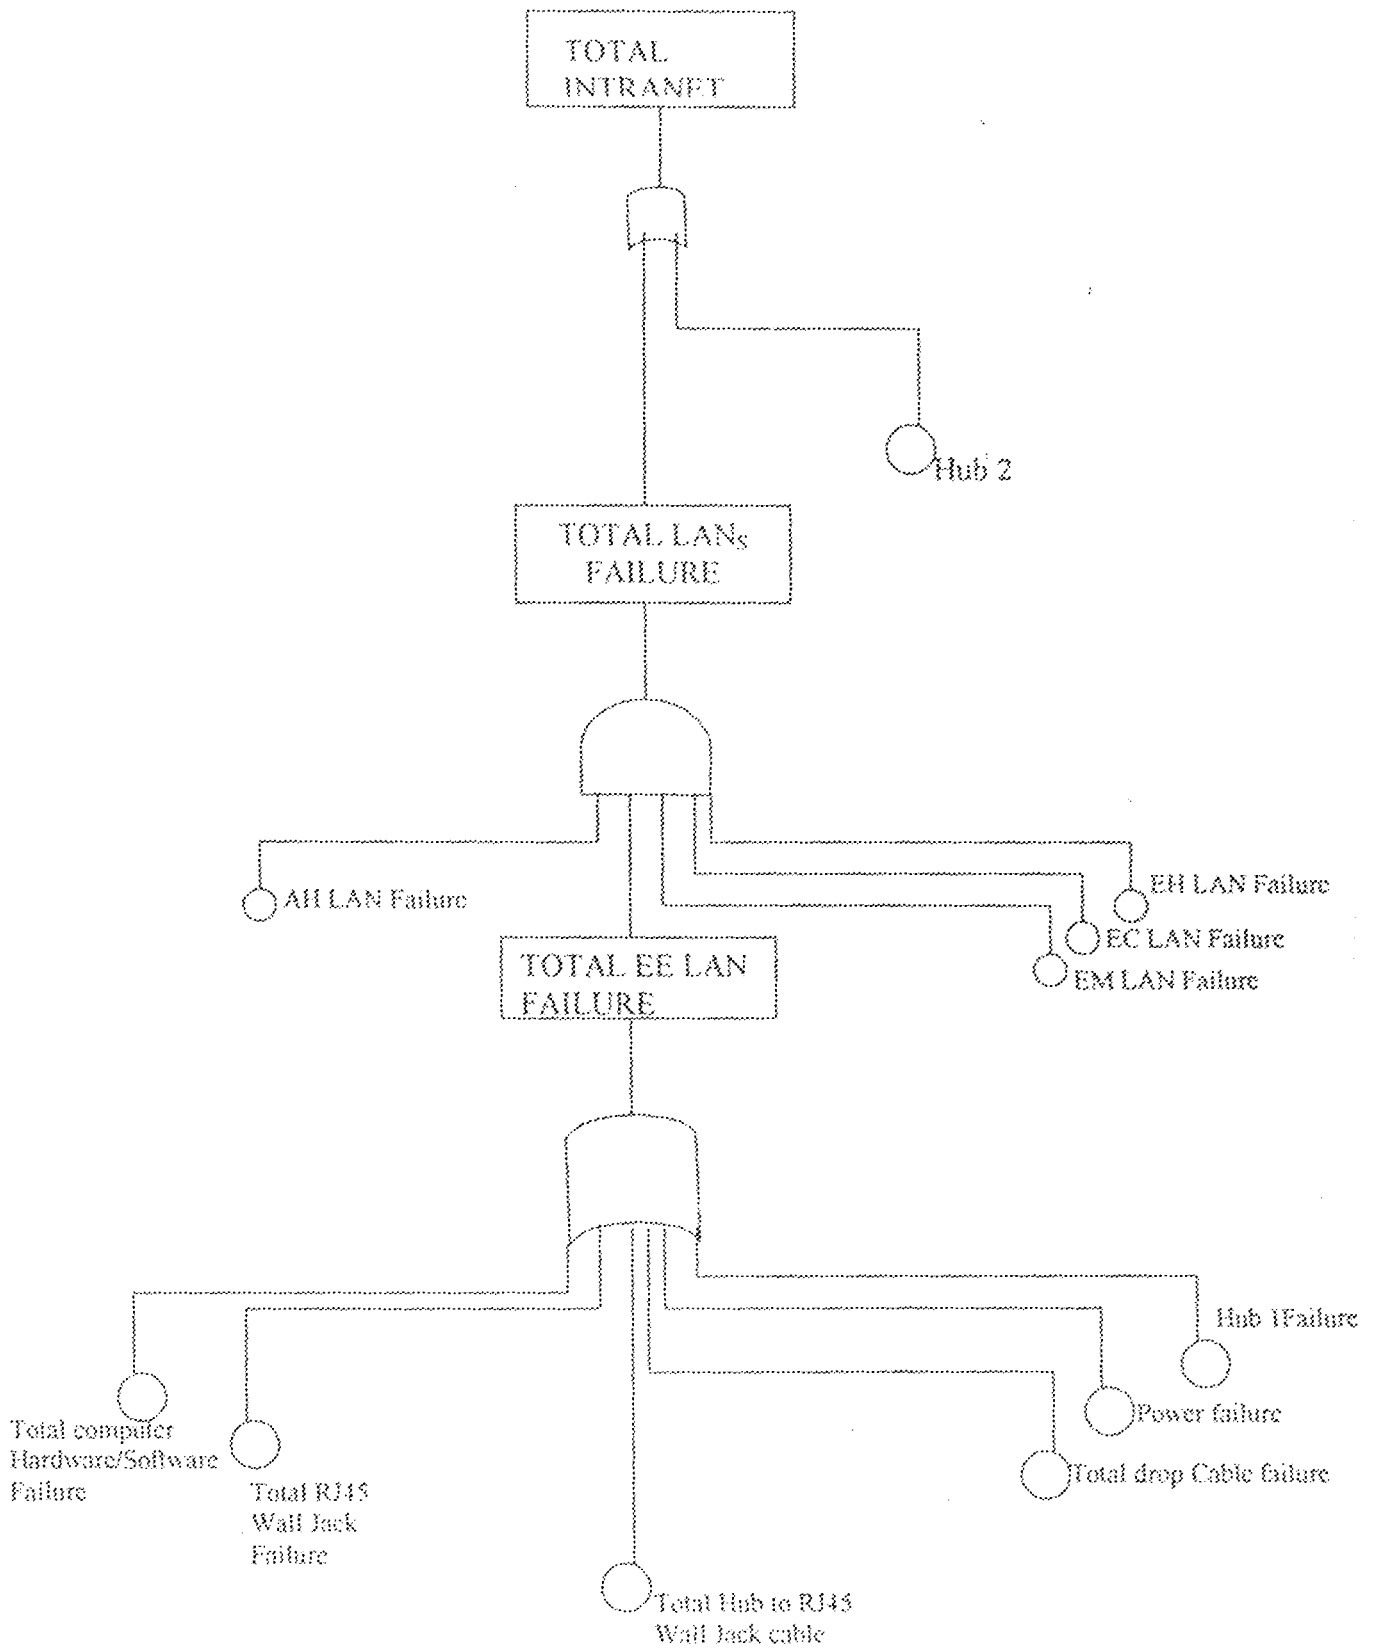 TOTAL
INTRANET
Hub 2
TOTAL LANS
FAILURE
AH LAN Failure
EH LAN Failure
EC LAN Failure
EM LAN Failure
TOTAL EE LAN
FAILURE
Hub 1Failure
Power failure
Total drop Cable failure
Total computer
Hardware/Software
Failure
Total RJ45
Wall Jack
Failure
Total Hub to RJ45
Wall Jack cable